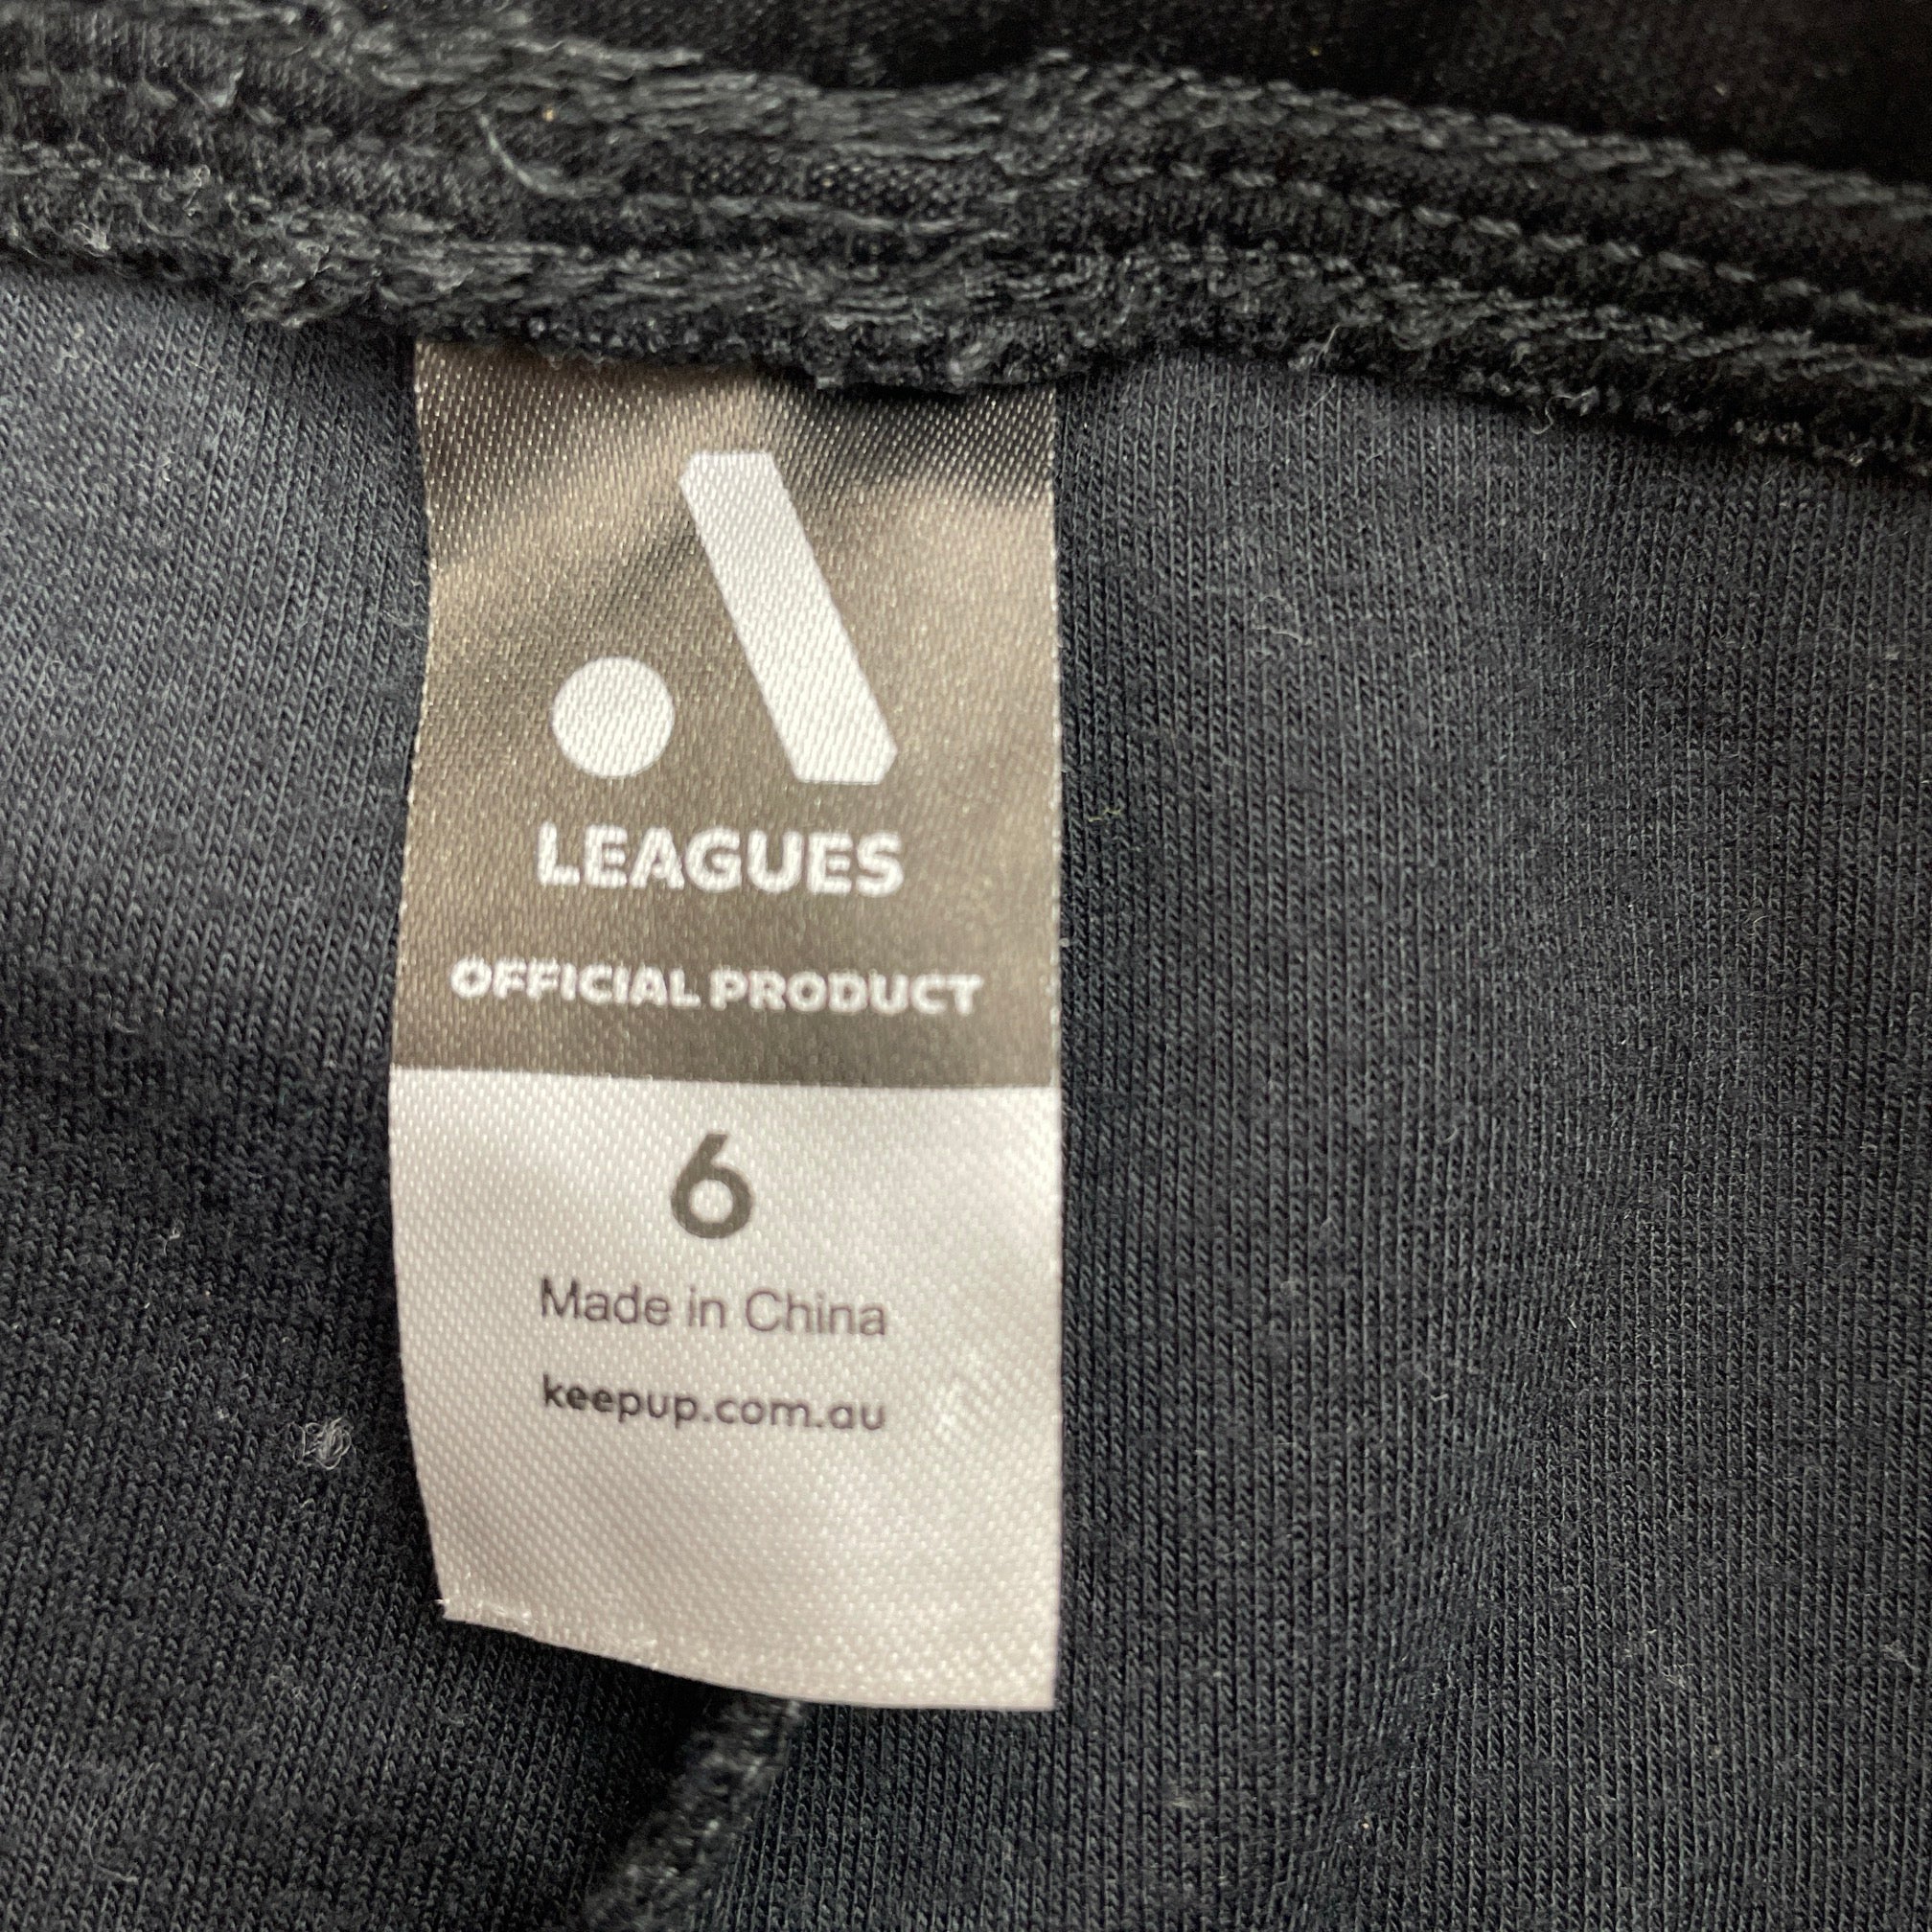 LEAGUES
OFFICIAL PRODUCT
6
Made in China
keepup.com.au